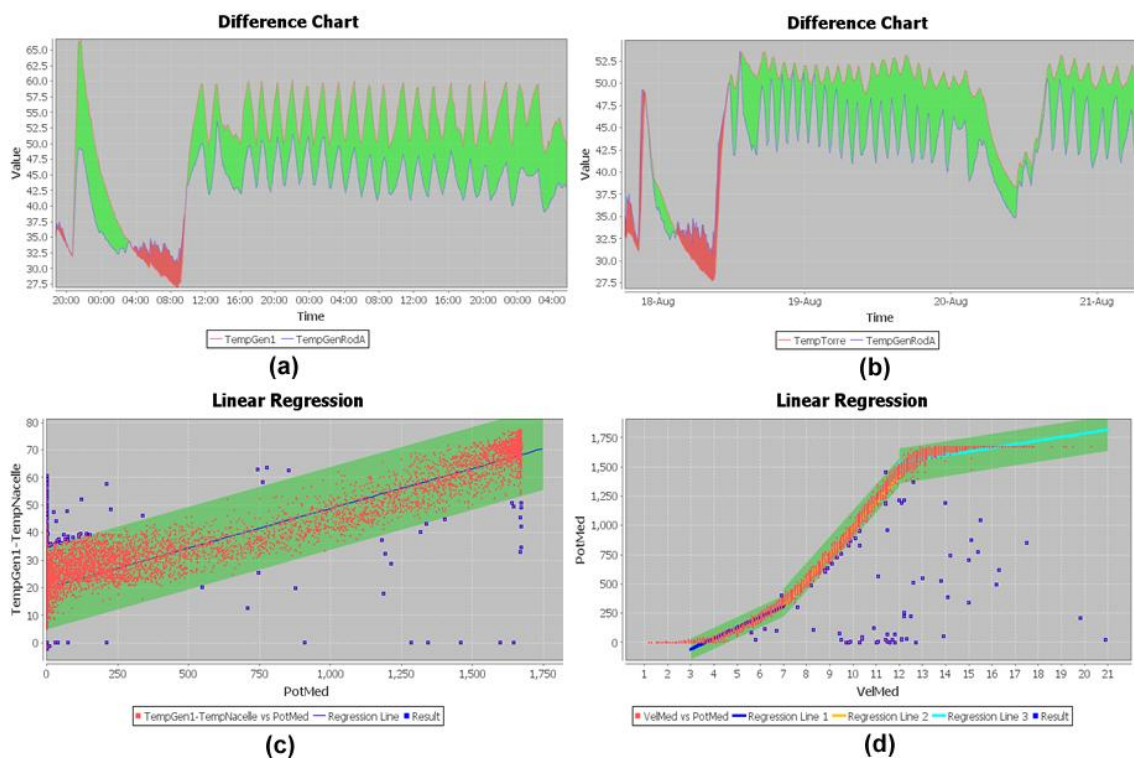 Difference Chart
Value
65.0
62.5
60.0
57.5
55.0
52.5
50.0
47.5
45.0
42.5
40.0
37.5
35.0
32.5
30.0
27.5
20:00 00:00 04:00 08:00 12:00 16:00 20:00 00:00 04:00 08:00 12:00 16:00 20:00 00:00 04:00
Time
TempGen1 TempGenRodA
(a)
Difference Chart
Value
52.5
50.0
47.5
45.0
42.5
40.0
37.5
35.0
32.5
30.0
27.5
18-Aug 19-Aug 20-Aug 21-Aug
Time
TempTorre TempGenRodA
(b)
Linear Regression
TempGen1-TempNacelle
80
70
60
50
40
30
20
10
0
0 250 500 750 1,000 1,250 1,500 1,750
PotMed
TempGen1-TempNacelle vs PotMed Regression Line Result
(c)
Linear Regression
PotMed
1,750
1,500
1,250
1,000
750
500
250
0
1 2 3 4 5 6 7 8 9 10 11 12 13 14 15 16 17 18 19 20 21
VelMed
VelMed vs PotMed Regression Line 1 Regression Line 2 Regression Line 3 Result
(d)